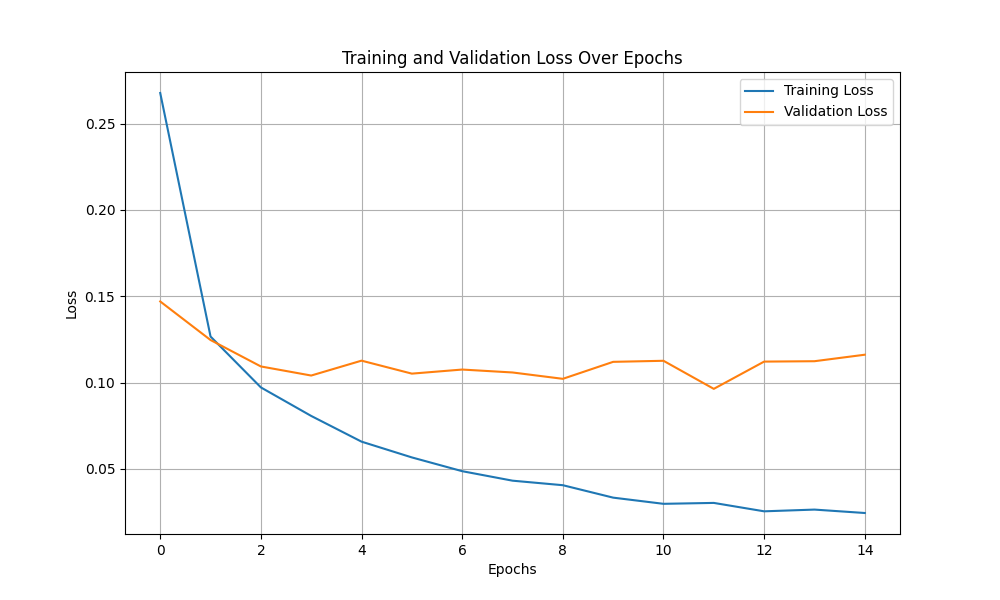 Training and Validation Loss Over Epochs
Training Loss
Validation Loss
0.25
0.20
0.15
0.10
0.05
Loss
0 2 4 6 8 10 12 14
Epochs